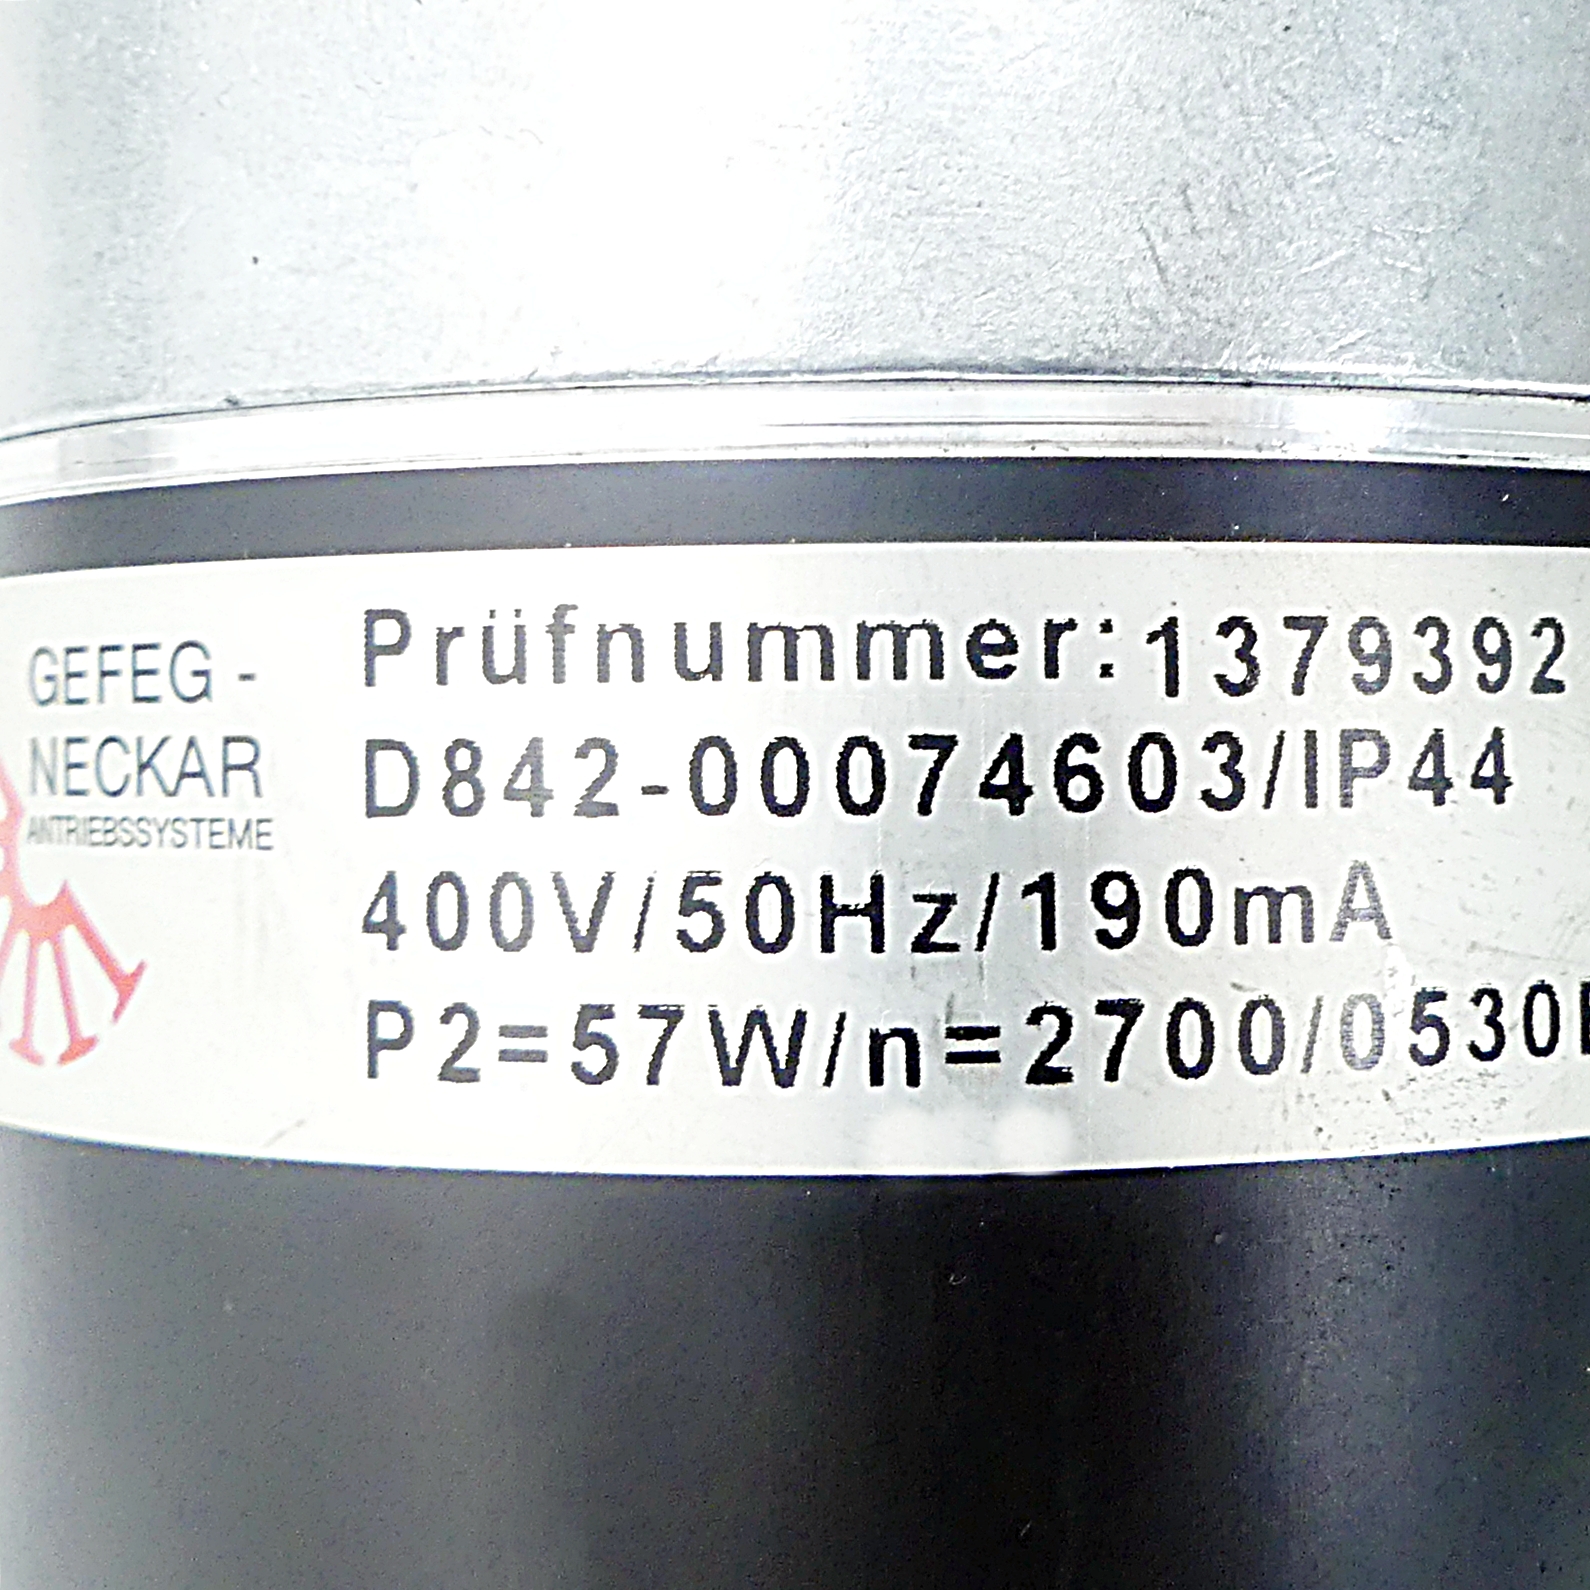 GEFEG -
NECKAR
ANTRIEBSSYSTEME
Prüfnummer:1379392
D842-00074603/IP44
400V/50Hz/190mA
P2=57W/n=2700/0530